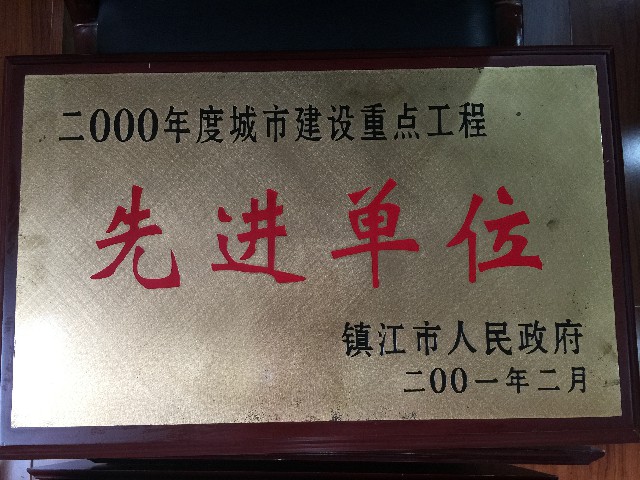 二000年度城市建设重点工程
先进单位
镇江市人民政府
二00一年二月